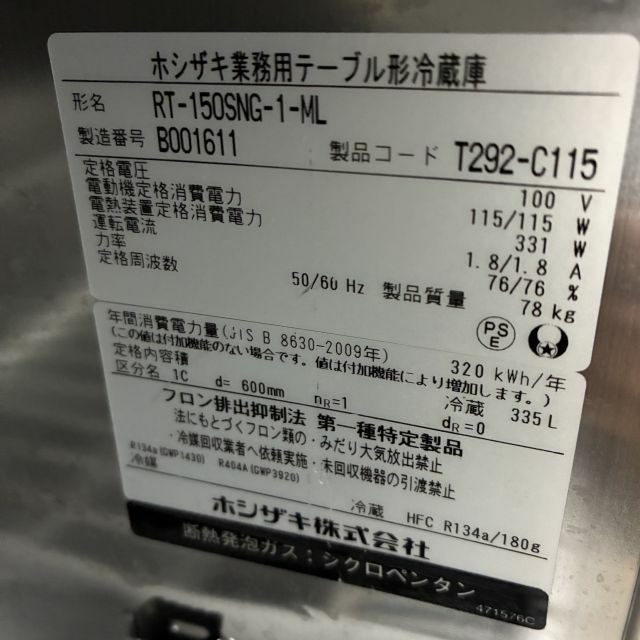 ホシザキ業務用テーブル形冷蔵庫
形名 RT-150SNG-1-ML
製造番号 B001611 製品コード T292-C115
定格電圧 100 V
電動機定格消費電力 115/115 W
電熱装置定格消費電力 331 W
運転電流 1.8/1.8 A
力率 76/76 %
定格周波数 50/60 Hz 製品質量 78 kg
PS
E
年間消費電力量(JIS B 8630-2009年) 320 kWh/年
(この値は付加機能のない場合です。値は付加機能により増加します。)
定格内容積 冷蔵 335L
区分名 1C d= 600mm nR=1 dR=0
フロン排出抑制法 第一種特定製品
法にもとづくフロン類の・みだり大気放出禁止
・冷媒回収業者へ依頼実施・未回収機器の引渡禁止
R134a(GWP1430) R404A(GWP3920)
冷媒 冷蔵 HFC R134a/180g
ホシザキ株式会社
断熱発泡ガス：シクロペンタン
471576C